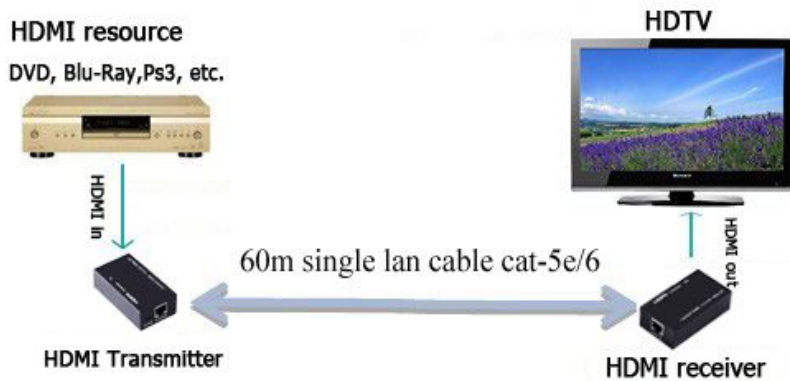 HDMI resource
DVD, Blu-Ray,Ps3, etc.
HDTV
HDMI in
HDMI out
60m single lan cable cat-5e/6
HDMI Transmitter
HDMI receiver